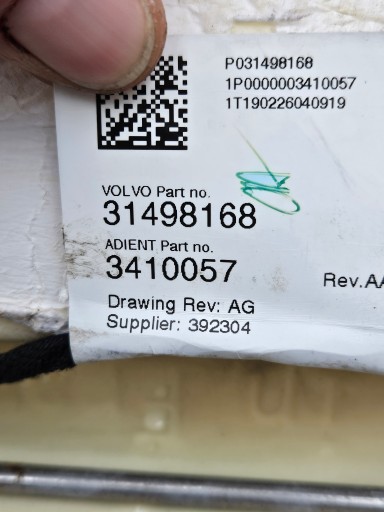 P031498168
1P0000003410057
1T190226040919
VOLVO Part no.
31498168
ADIENT Part no.
3410057
Rev.AA
Drawing Rev: AG
Supplier: 392304